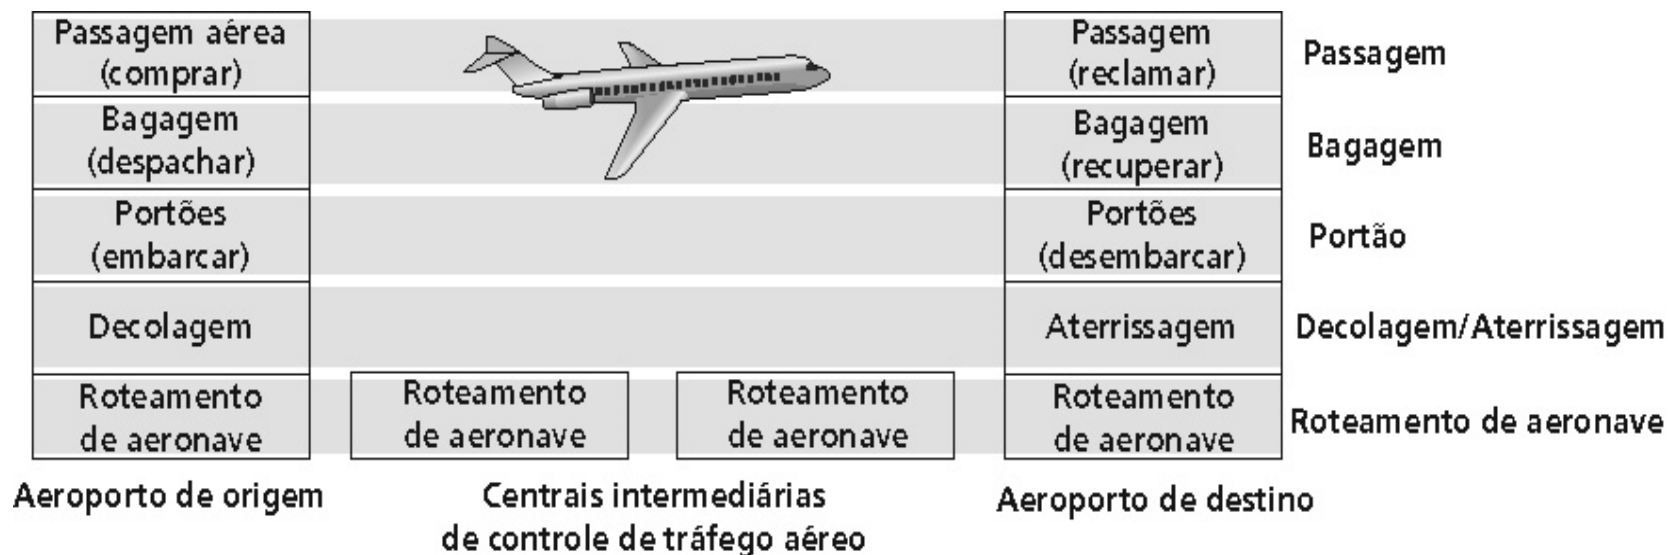 Passagem aérea
(comprar)
Passagem
(reclamar)
Passagem
Bagagem
(despachar)
Bagagem
(recuperar)
Bagagem
Portões
(embarcar)
Portões
(desembarcar)
Portão
Decolagem
Aterrissagem
Decolagem/Aterrissagem
Roteamento
de aeronave
Roteamento
de aeronave
Roteamento
de aeronave
Roteamento
de aeronave
Roteamento de aeronave
Aeroporto de origem
Centrais intermediárias
de controle de tráfego aéreo
Aeroporto de destino